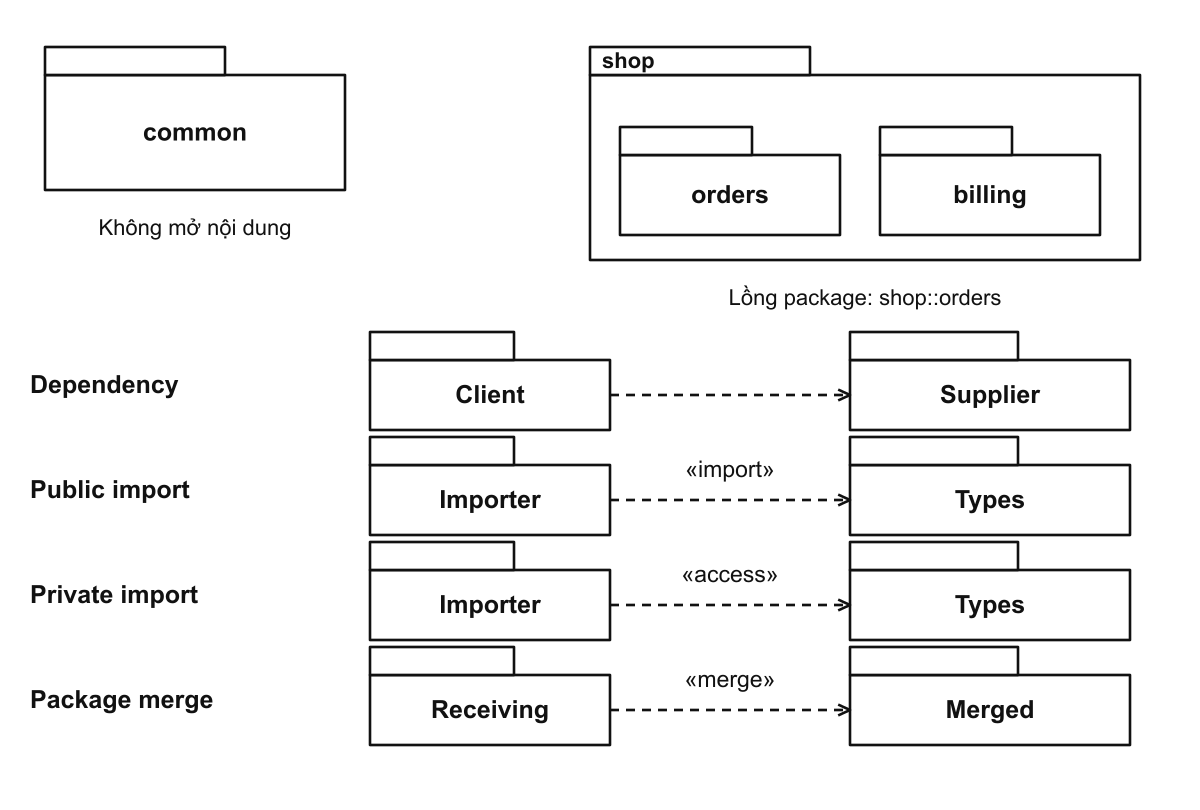 shop
common
orders
billing
Không mở nội dung
Lồng package: shop::orders
Dependency
Client
Supplier
Public import
Importer
«import»
Types
Private import
Importer
«access»
Types
Package merge
Receiving
«merge»
Merged